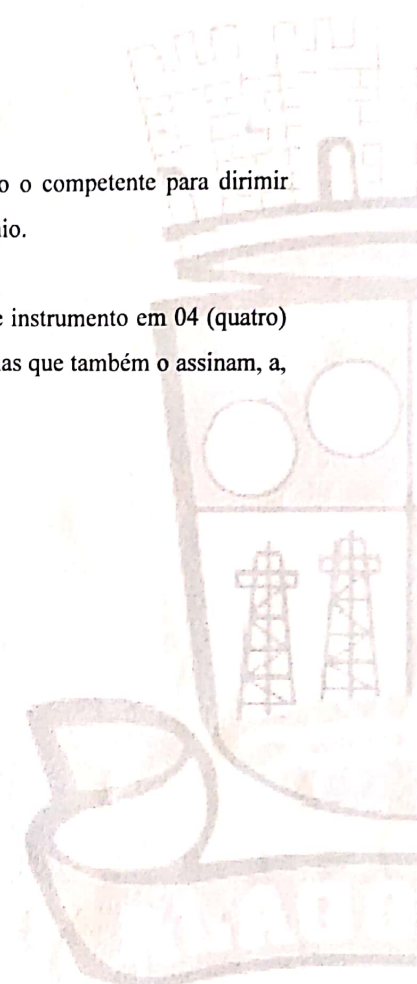 o o competente para dirimir
io.
e instrumento em 04 (quatro)
as que também o assinam, a,